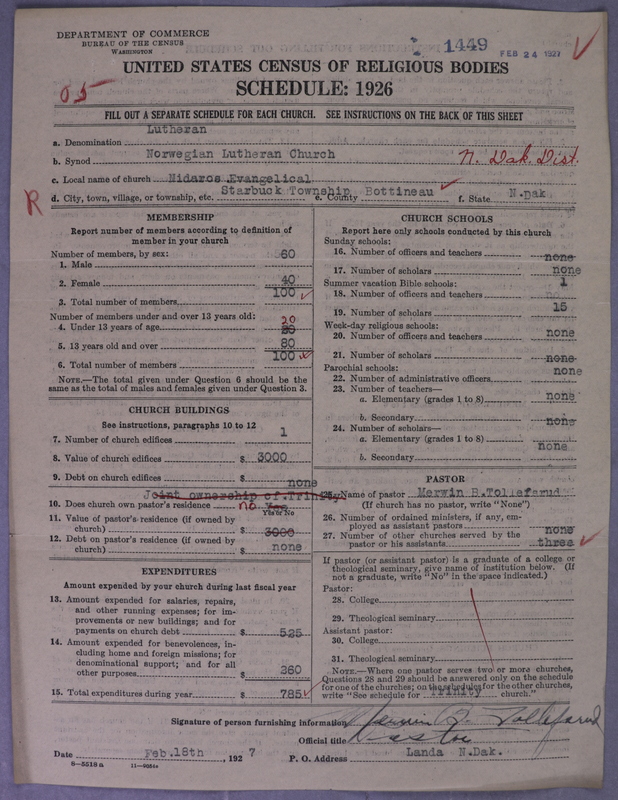 DEPARTMENT OF COMMERCE
BUREAU OF THE CENSUS
WASHINGTON
1449
FEB 24 1927
UNITED STATES CENSUS OF RELIGIOUS BODIES
SCHEDULE: 1926
05
FILL OUT A SEPARATE SCHEDULE FOR EACH CHURCH. SEE INSTRUCTIONS ON THE BACK OF THIS SHEET
a. Denomination Lutheran
b. Synod Norwegian Lutheran Church N. Dak. Dist.
c. Local name of church Nidaros Evangelical
R d. City, town, village, or township, etc. Starbuck Township e. County Bottineau f. State N.Dak
MEMBERSHIP
Report number of members according to definition of
member in your church
Number of members, by sex:
1. Male 60
2. Female 40
3. Total number of members 100
Number of members under and over 13 years old:
4. Under 13 years of age 20
5. 13 years old and over 80
6. Total number of members 100
NOTE.—The total given under Question 6 should be the
same as the total of males and females given under Question 3.
CHURCH BUILDINGS
See instructions, paragraphs 10 to 12
7. Number of church edifices 1
8. Value of church edifices $ 3000
9. Debt on church edifices $ none
Joint ownership of Trinity
10. Does church own pastor's residence no Yes
Yes or No
11. Value of pastor's residence (if owned by
church) $ 3000
12. Debt on pastor's residence (if owned by
church) $ none
EXPENDITURES
Amount expended by your church during last fiscal year
13. Amount expended for salaries, repairs,
and other running expenses; for im-
provements or new buildings; and for
payments on church debt $ 525
14. Amount expended for benevolences, in-
cluding home and foreign missions; for
denominational support; and for all
other purposes $ 260
15. Total expenditures during year $ 785
CHURCH SCHOOLS
Report here only schools conducted by this church
Sunday schools:
16. Number of officers and teachers none
17. Number of scholars none
Summer vacation Bible schools:
18. Number of officers and teachers 1
19. Number of scholars 15
Week-day religious schools:
20. Number of officers and teachers none
21. Number of scholars none
Parochial schools:
22. Number of administrative officers none
23. Number of teachers—
a. Elementary (grades 1 to 8) none
b. Secondary none
24. Number of scholars—
a. Elementary (grades 1 to 8) none
b. Secondary
PASTOR
25. Name of pastor Merwin B.Tollefsrud
(If church has no pastor, write "None")
26. Number of ordained ministers, if any, em-
ployed as assistant pastors none
27. Number of other churches served by the
pastor or his assistants three
If pastor (or assistant pastor) is a graduate of a college or
theological seminary, give name of institution below. (If
not a graduate, write "No" in the space indicated.)
Pastor:
28. College
29. Theological seminary
Assistant pastor:
30. College
31. Theological seminary
NOTE.—Where one pastor serves two or more churches,
Questions 28 and 29 should be answered only on the schedule
for one of the churches; on the schedules for the other churches,
write "See schedule for Trinity church."
Signature of person furnishing information Merwin B. Tollefsrud
Official title Pastor
Date Feb.18th, 1927 P. O. Address Landa N.Dak.
8-5518a 11-9054a